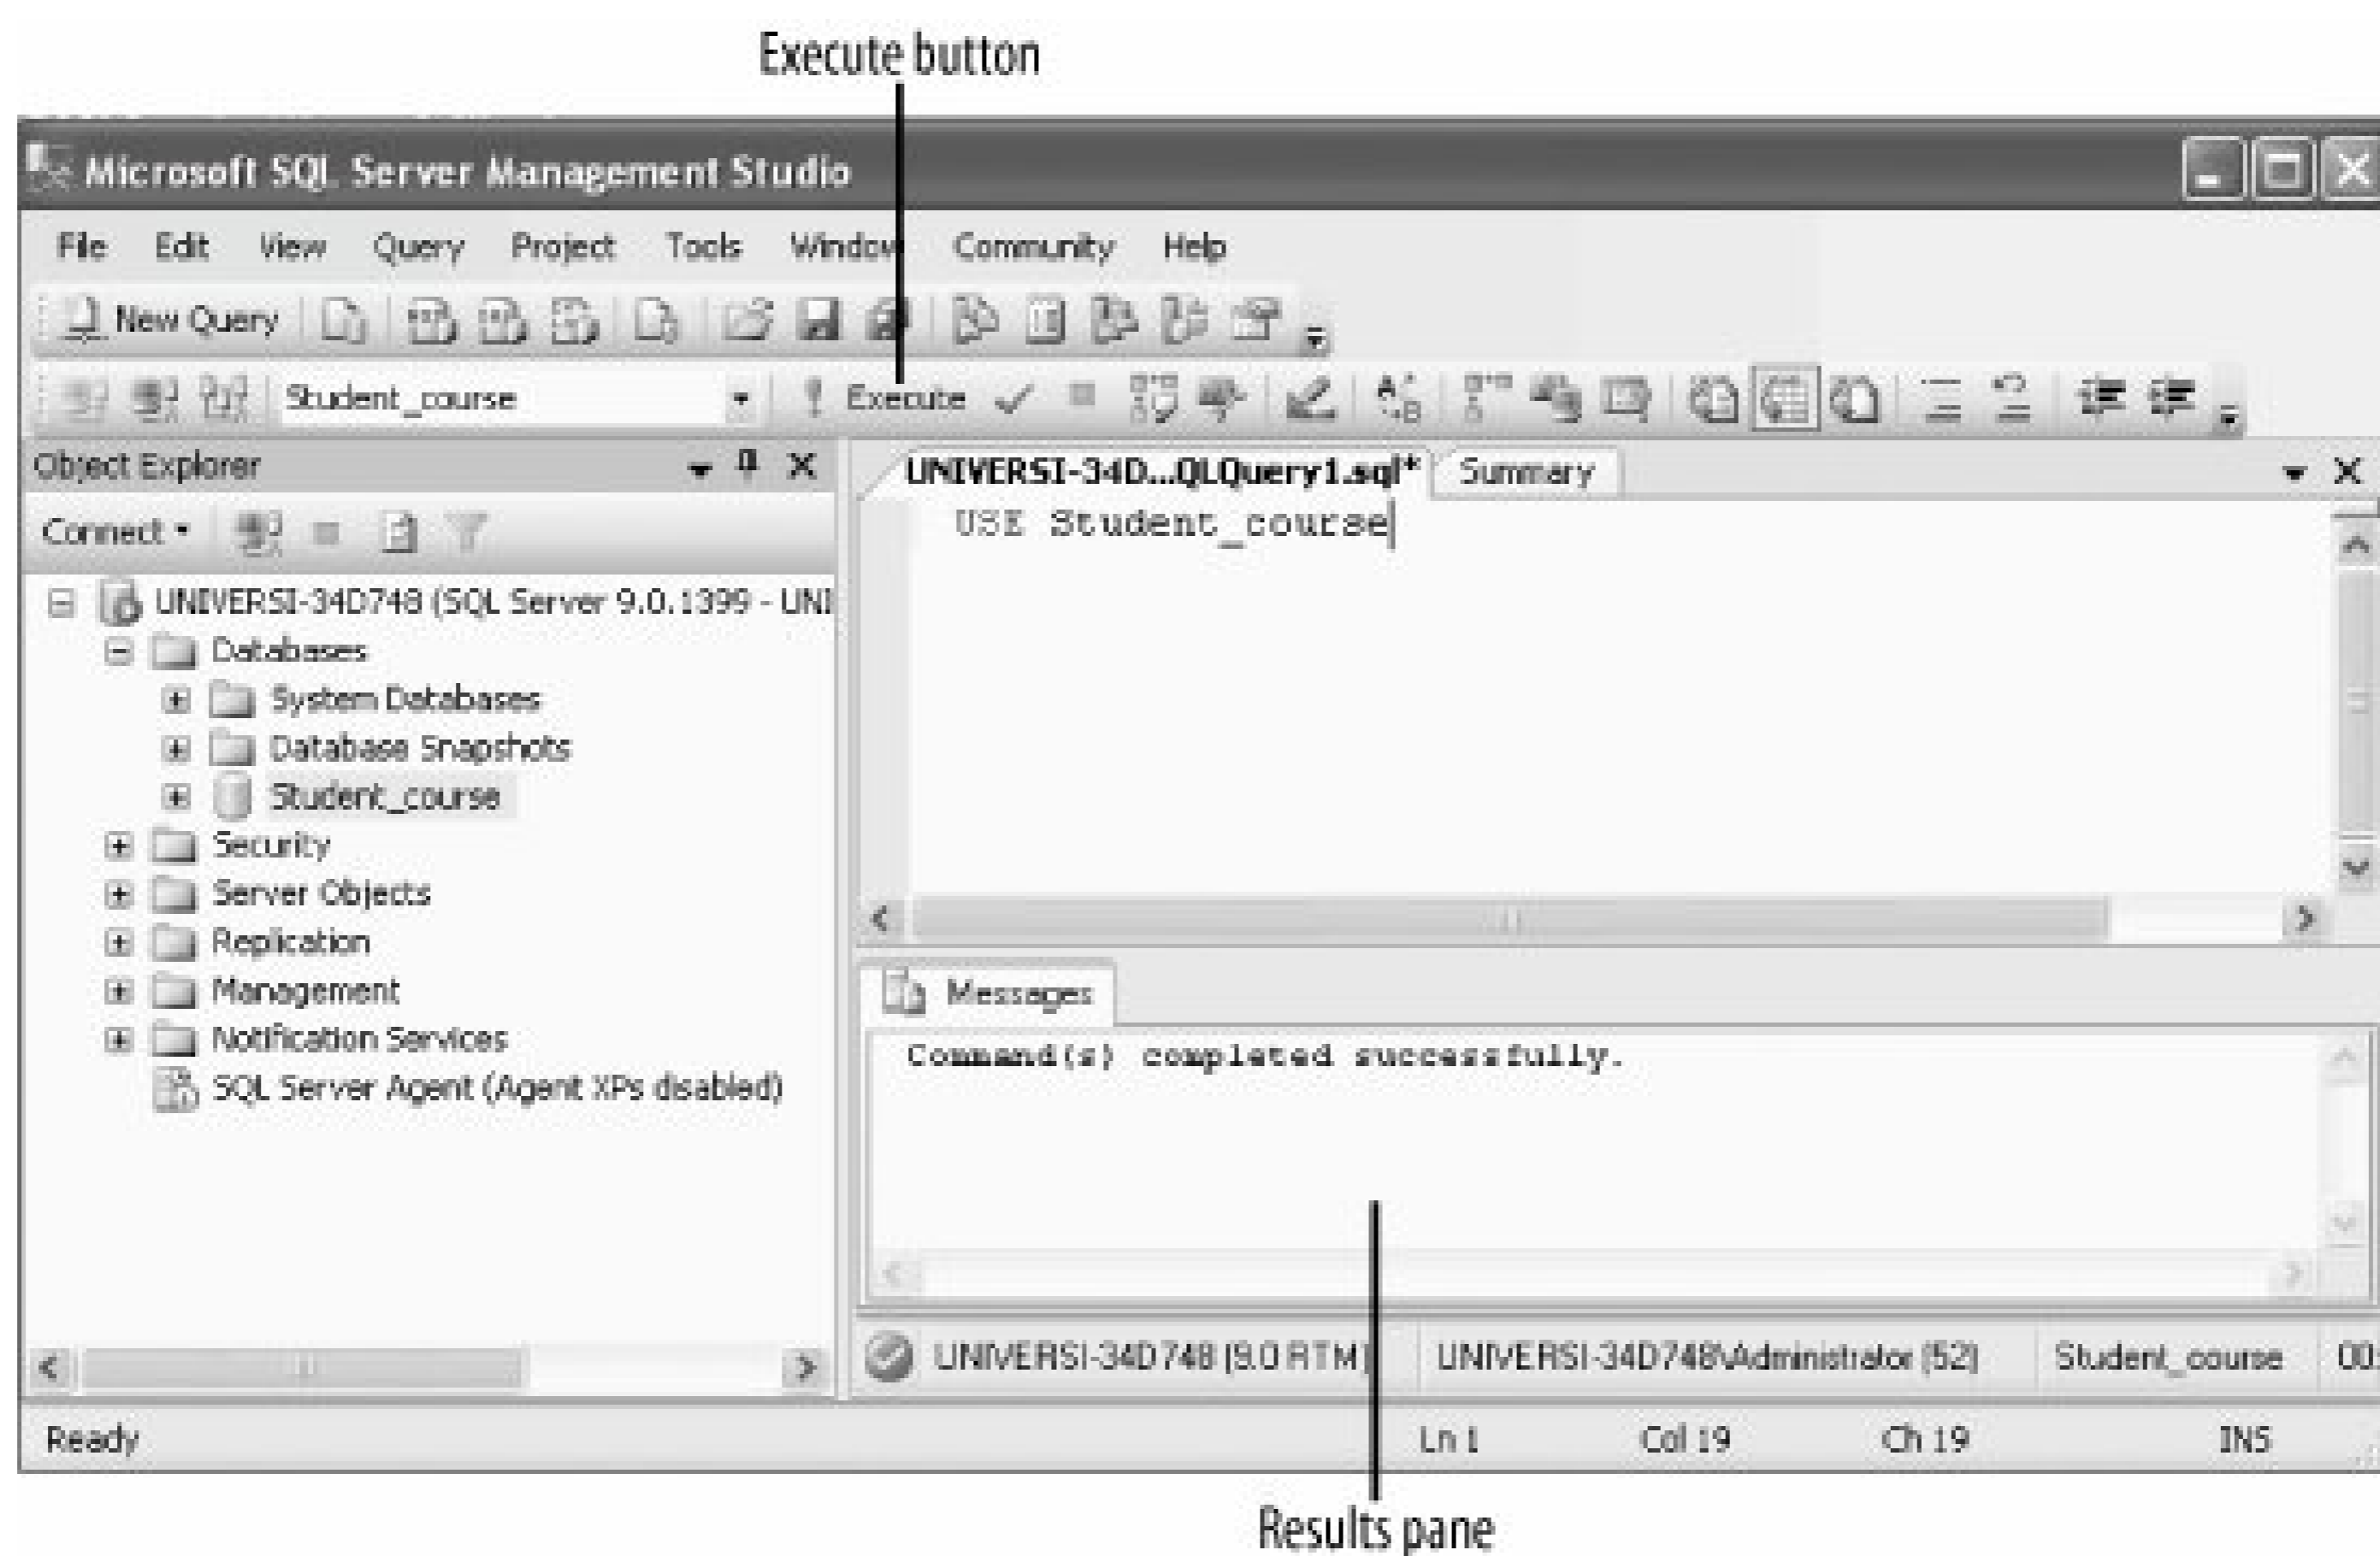 Execute button
Microsoft SQL Server Management Studio
File Edit View Query Project Tools Window Community Help
New Query
Student_course Execute
Object Explorer
UNIVERSI-34D...QLQuery1.sql* Summary
Connect
USE Student_course
UNIVERSI-34D748 (SQL Server 9.0.1399 - UNI
Databases
System Databases
Database Snapshots
Student_course
Security
Server Objects
Replication
Management
Notification Services
SQL Server Agent (Agent XPs disabled)
Messages
Command(s) completed successfully.
UNIVERSI-34D748 (9.0 RTM) UNIVERSI-34D748\Administrator (52) Student_course 00:
Ready Ln 1 Col 19 Ch 19 INS
Results pane